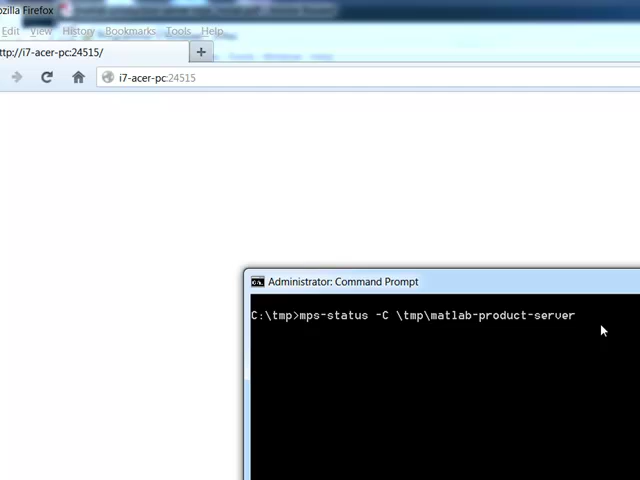 ozilla Firefox
Edit View History Bookmarks Tools Help
ttp://i7-acer-pc:24515/ +
i7-acer-pc:24515
Administrator: Command Prompt
C:\tmp>mps-status -C \tmp\matlab-product-server